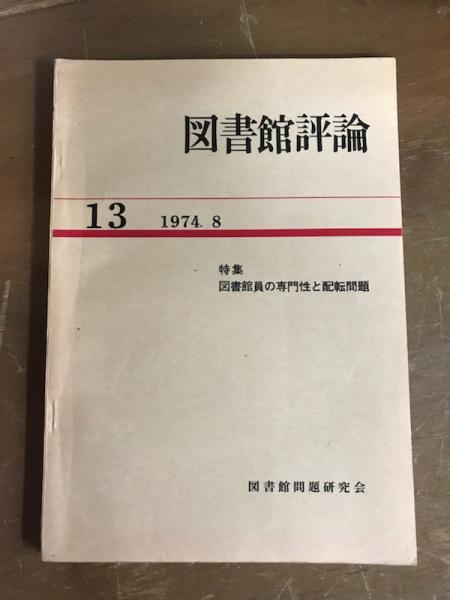 図書館評論
13 1974. 8
特集
図書館員の専門性と配転問題
図書館問題研究会